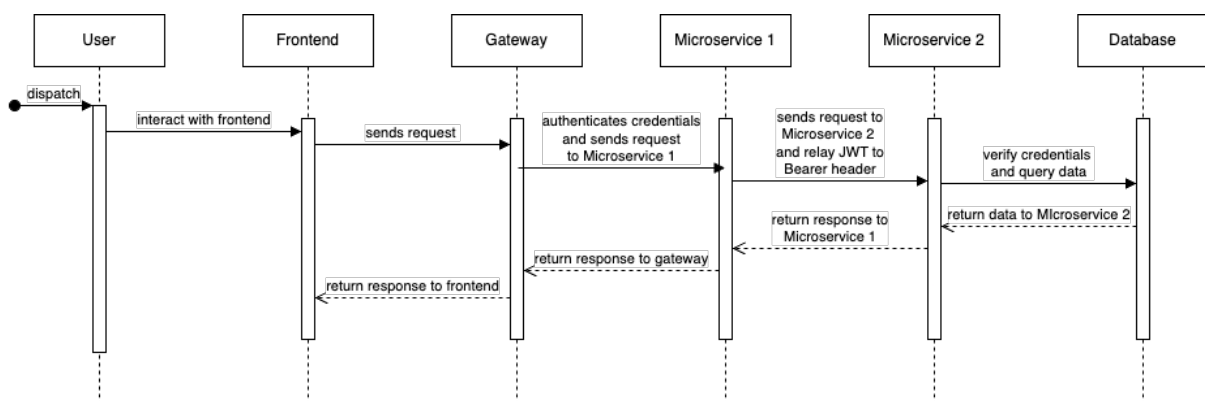 User
Frontend
Gateway
Microservice 1
Microservice 2
Database
dispatch
interact with frontend
sends request
authenticates credentials
and sends request
to Microservice 1
sends request to
Microservice 2
and relay JWT to
Bearer header
verify credentials
and query data
return data to MIcroservice 2
return response to
Microservice 1
return response to gateway
return response to frontend